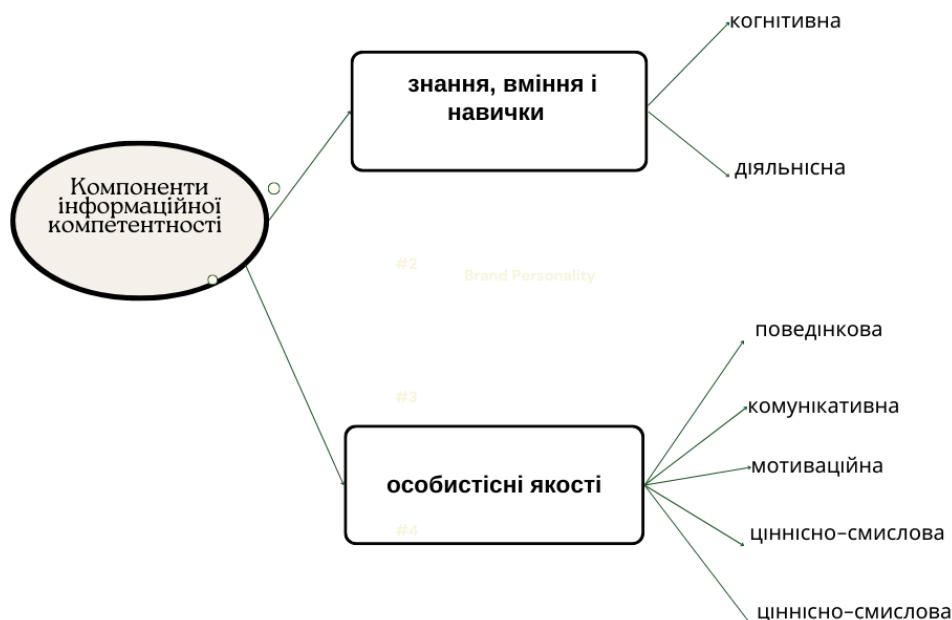 когнітивна
знання, вміння і
навички
діяльнісна
Компоненти
інформаційної
компетентності
#2
Brand Personality
поведінкова
#3
комунікативна
мотиваційна
особистісні якості
#4
ціннісно-смислова
ціннісно-смислова